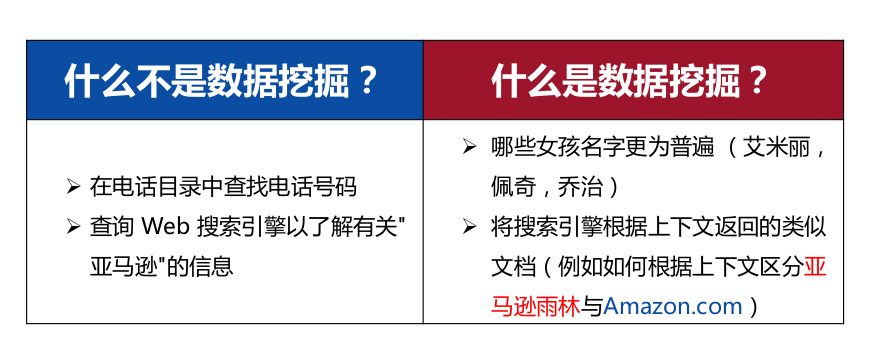 什么不是数据挖掘？
什么是数据挖掘？
➢ 在电话目录中查找电话号码
➢ 查询 Web 搜索引擎以了解有关"
亚马逊"的信息
➢ 哪些女孩名字更为普遍（艾米丽，
佩奇，乔治）
➢ 将搜索引擎根据上下文返回的类似
文档（例如如何根据上下文区分亚
马逊雨林与Amazon.com）